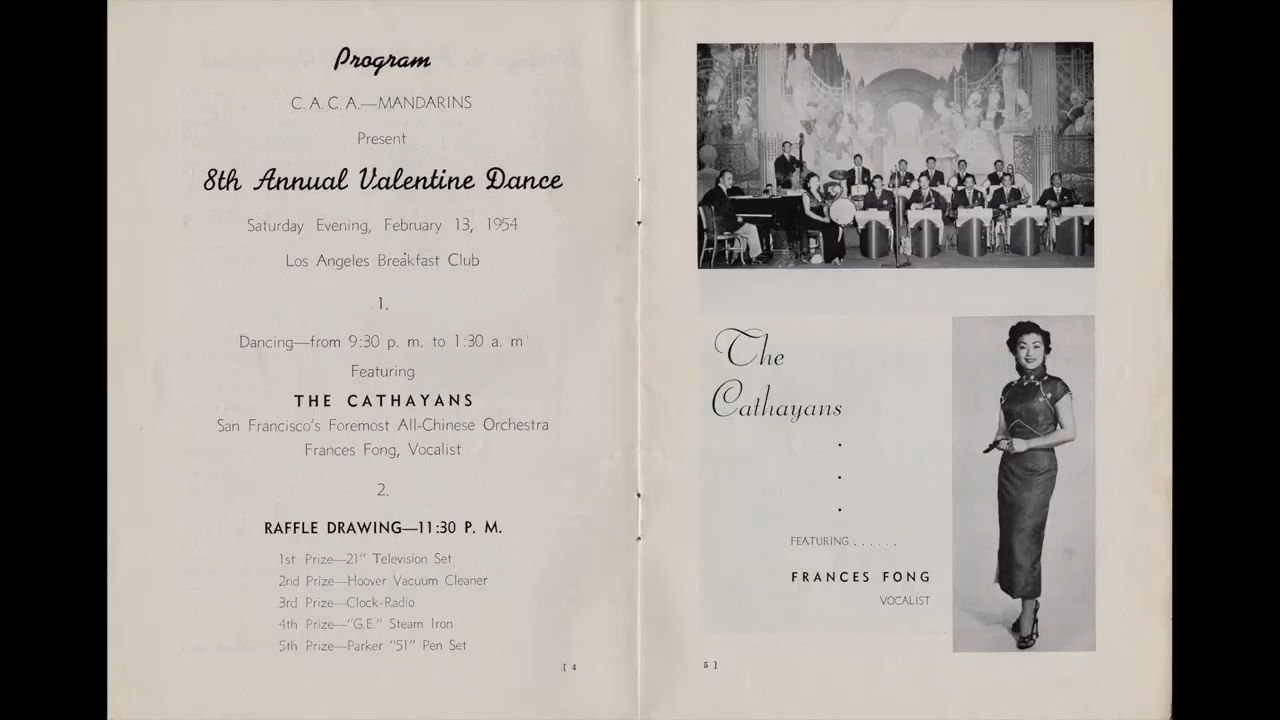 Program
C. A. C. A.—MANDARINS
Present
8th Annual Valentine Dance
Saturday Evening, February 13, 1954
Los Angeles Breakfast Club
1.
Dancing—from 9:30 p. m. to 1:30 a. m
Featuring
THE CATHAYANS
San Francisco's Foremost All-Chinese Orchestra
Frances Fong, Vocalist
2.
RAFFLE DRAWING—11:30 P. M.
1st Prize—21" Television Set
2nd Prize—Hoover Vacuum Cleaner
3rd Prize—Clock-Radio
4th Prize—"G.E." Steam Iron
5th Prize—Parker "51" Pen Set
[ 4
The
Cathayans
.
.
.
FEATURING . . . . . .
FRANCES FONG
VOCALIST
5 ]